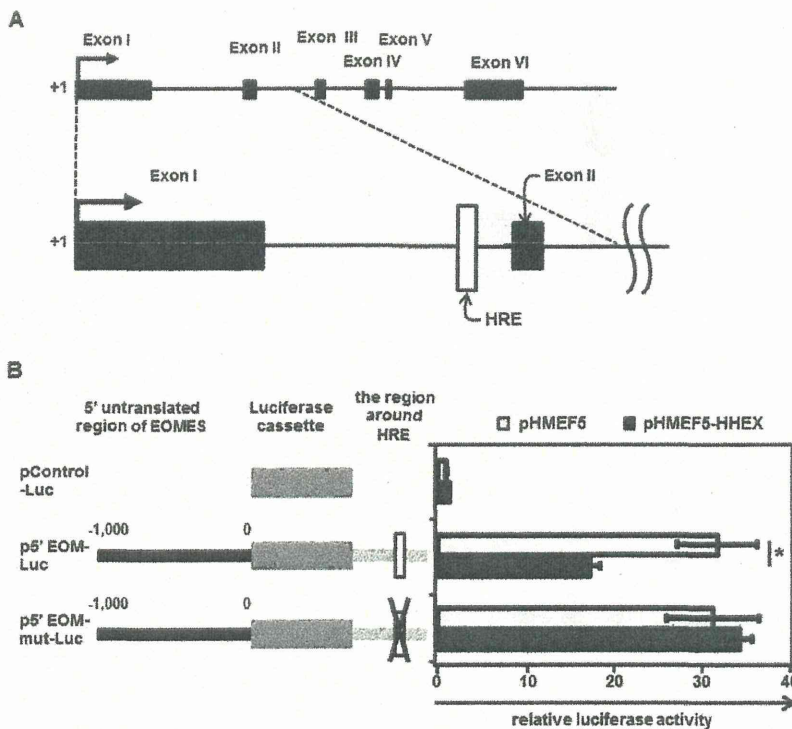 A
Exon I
Exon II
Exon III
Exon IV
Exon V
Exon VI
+1
Exon I
Exon II
+1
HRE
B
5' untranslated
region of EOMES
Luciferase
cassette
the region
around
HRE
pHMEF5
pHMEF5-HHEX
pControl
-Luc
-1,000
0
p5' EOM-
Luc
*
-1,000
0
p5' EOM-
mut-Luc
0
10
20
30
40
relative luciferase activity